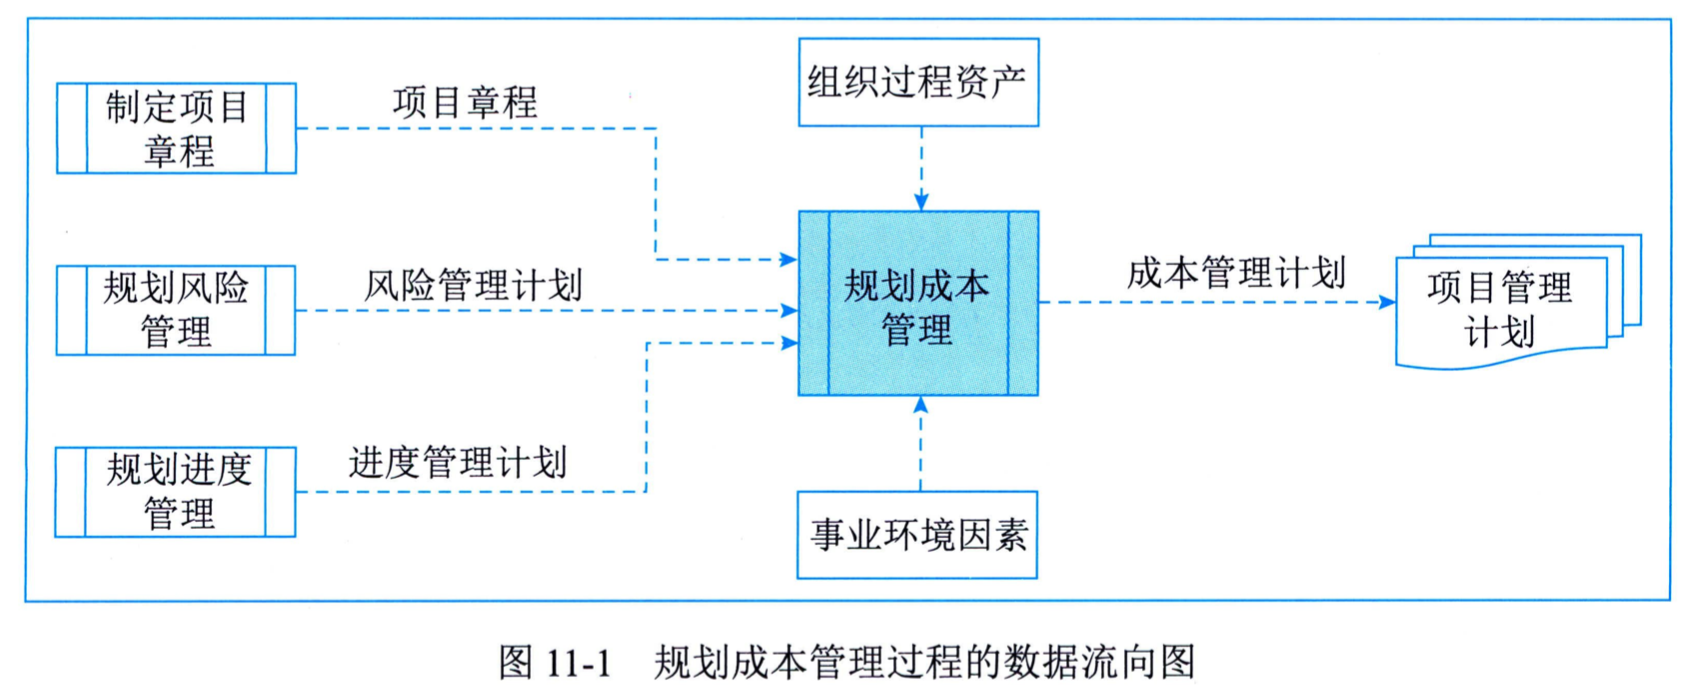 制定项目
章程
项目章程
组织过程资产
规划风险
管理
风险管理计划
规划成本
管理
成本管理计划
项目管理
计划
规划进度
管理
进度管理计划
事业环境因素
图 11-1 规划成本管理过程的数据流向图